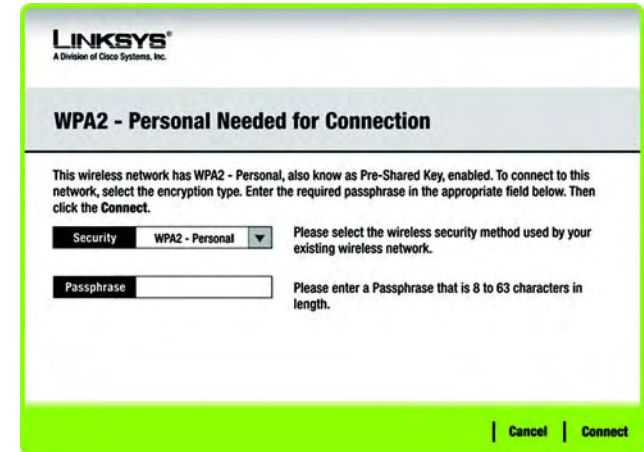 LINKSYS®
A Division of Cisco Systems, Inc.
WPA2 - Personal Needed for Connection
This wireless network has WPA2 - Personal, also know as Pre-Shared Key, enabled. To connect to this
network, select the encryption type. Enter the required passphrase in the appropriate field below. Then
click the Connect.
Security WPA2 - Personal
Please select the wireless security method used by your
existing wireless network.
Passphrase
Please enter a Passphrase that is 8 to 63 characters in
length.
Cancel Connect